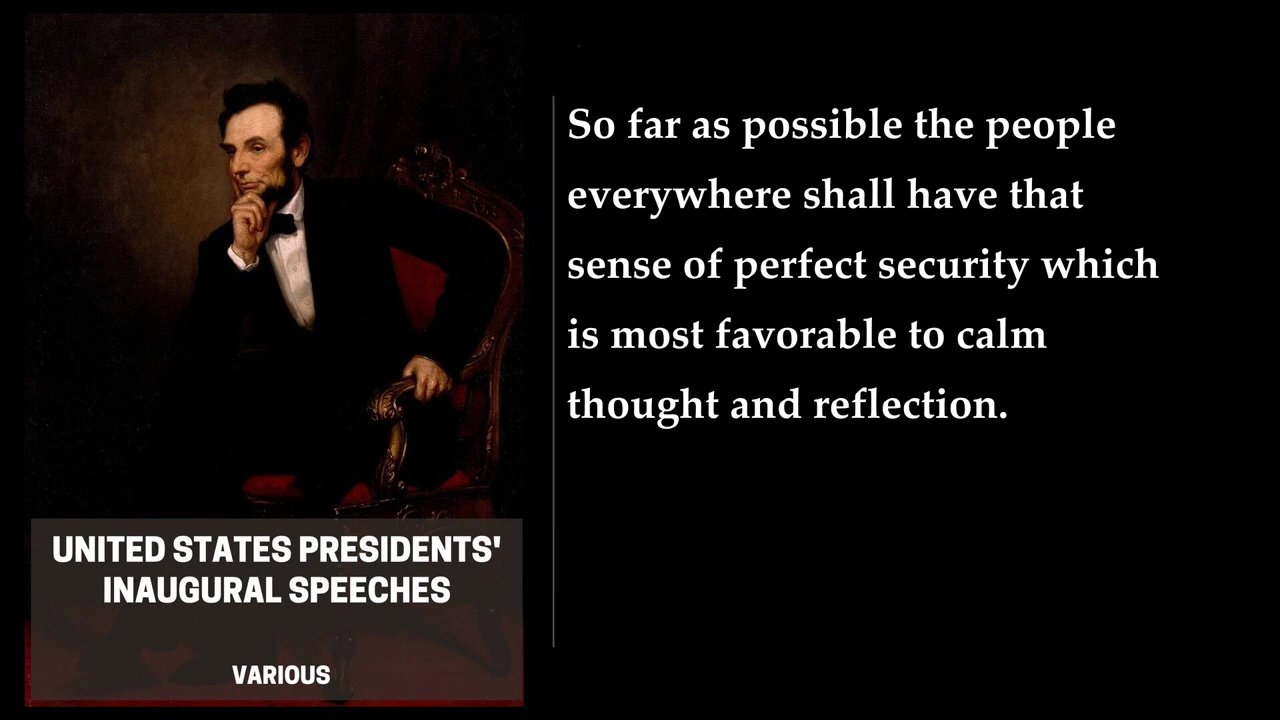 So far as possible the people
everywhere shall have that
sense of perfect security which
is most favorable to calm
thought and reflection.
UNITED STATES PRESIDENTS'
INAUGURAL SPEECHES
VARIOUS